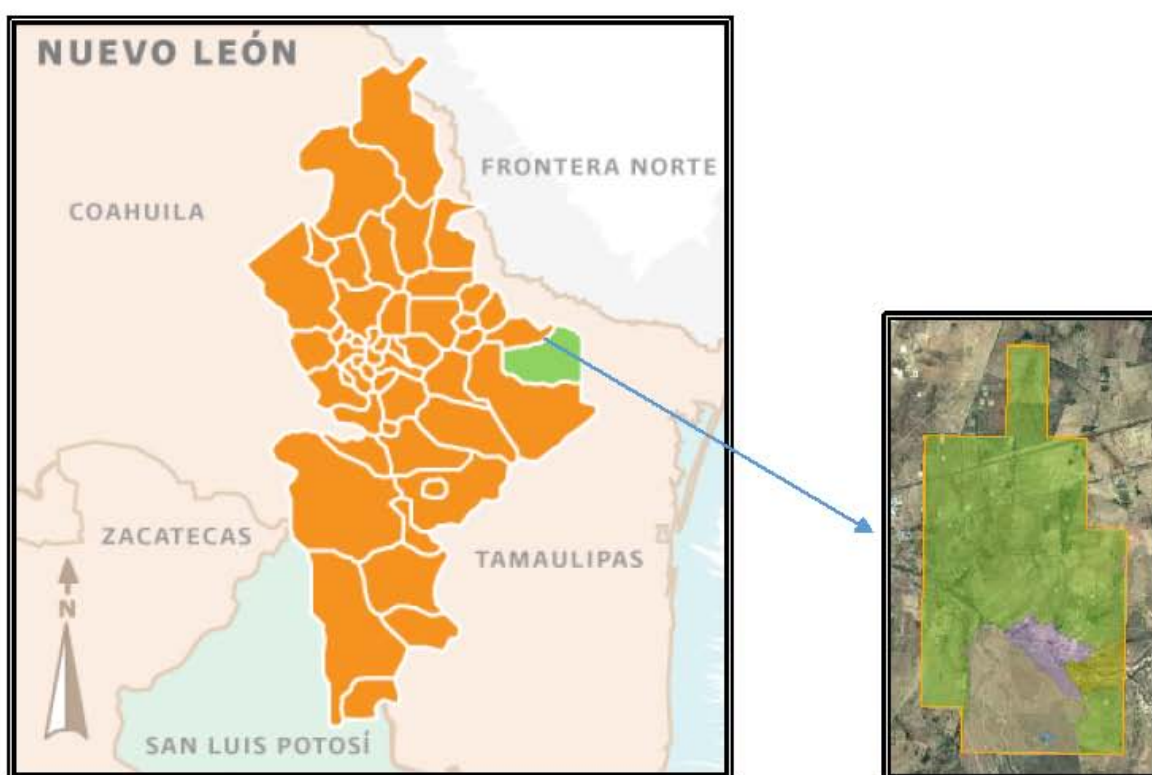 NUEVO LEÓN
FRONTERA NORTE
COAHUILA
ZACATECAS
TAMAULIPAS
N
SAN LUIS POTOSÍ